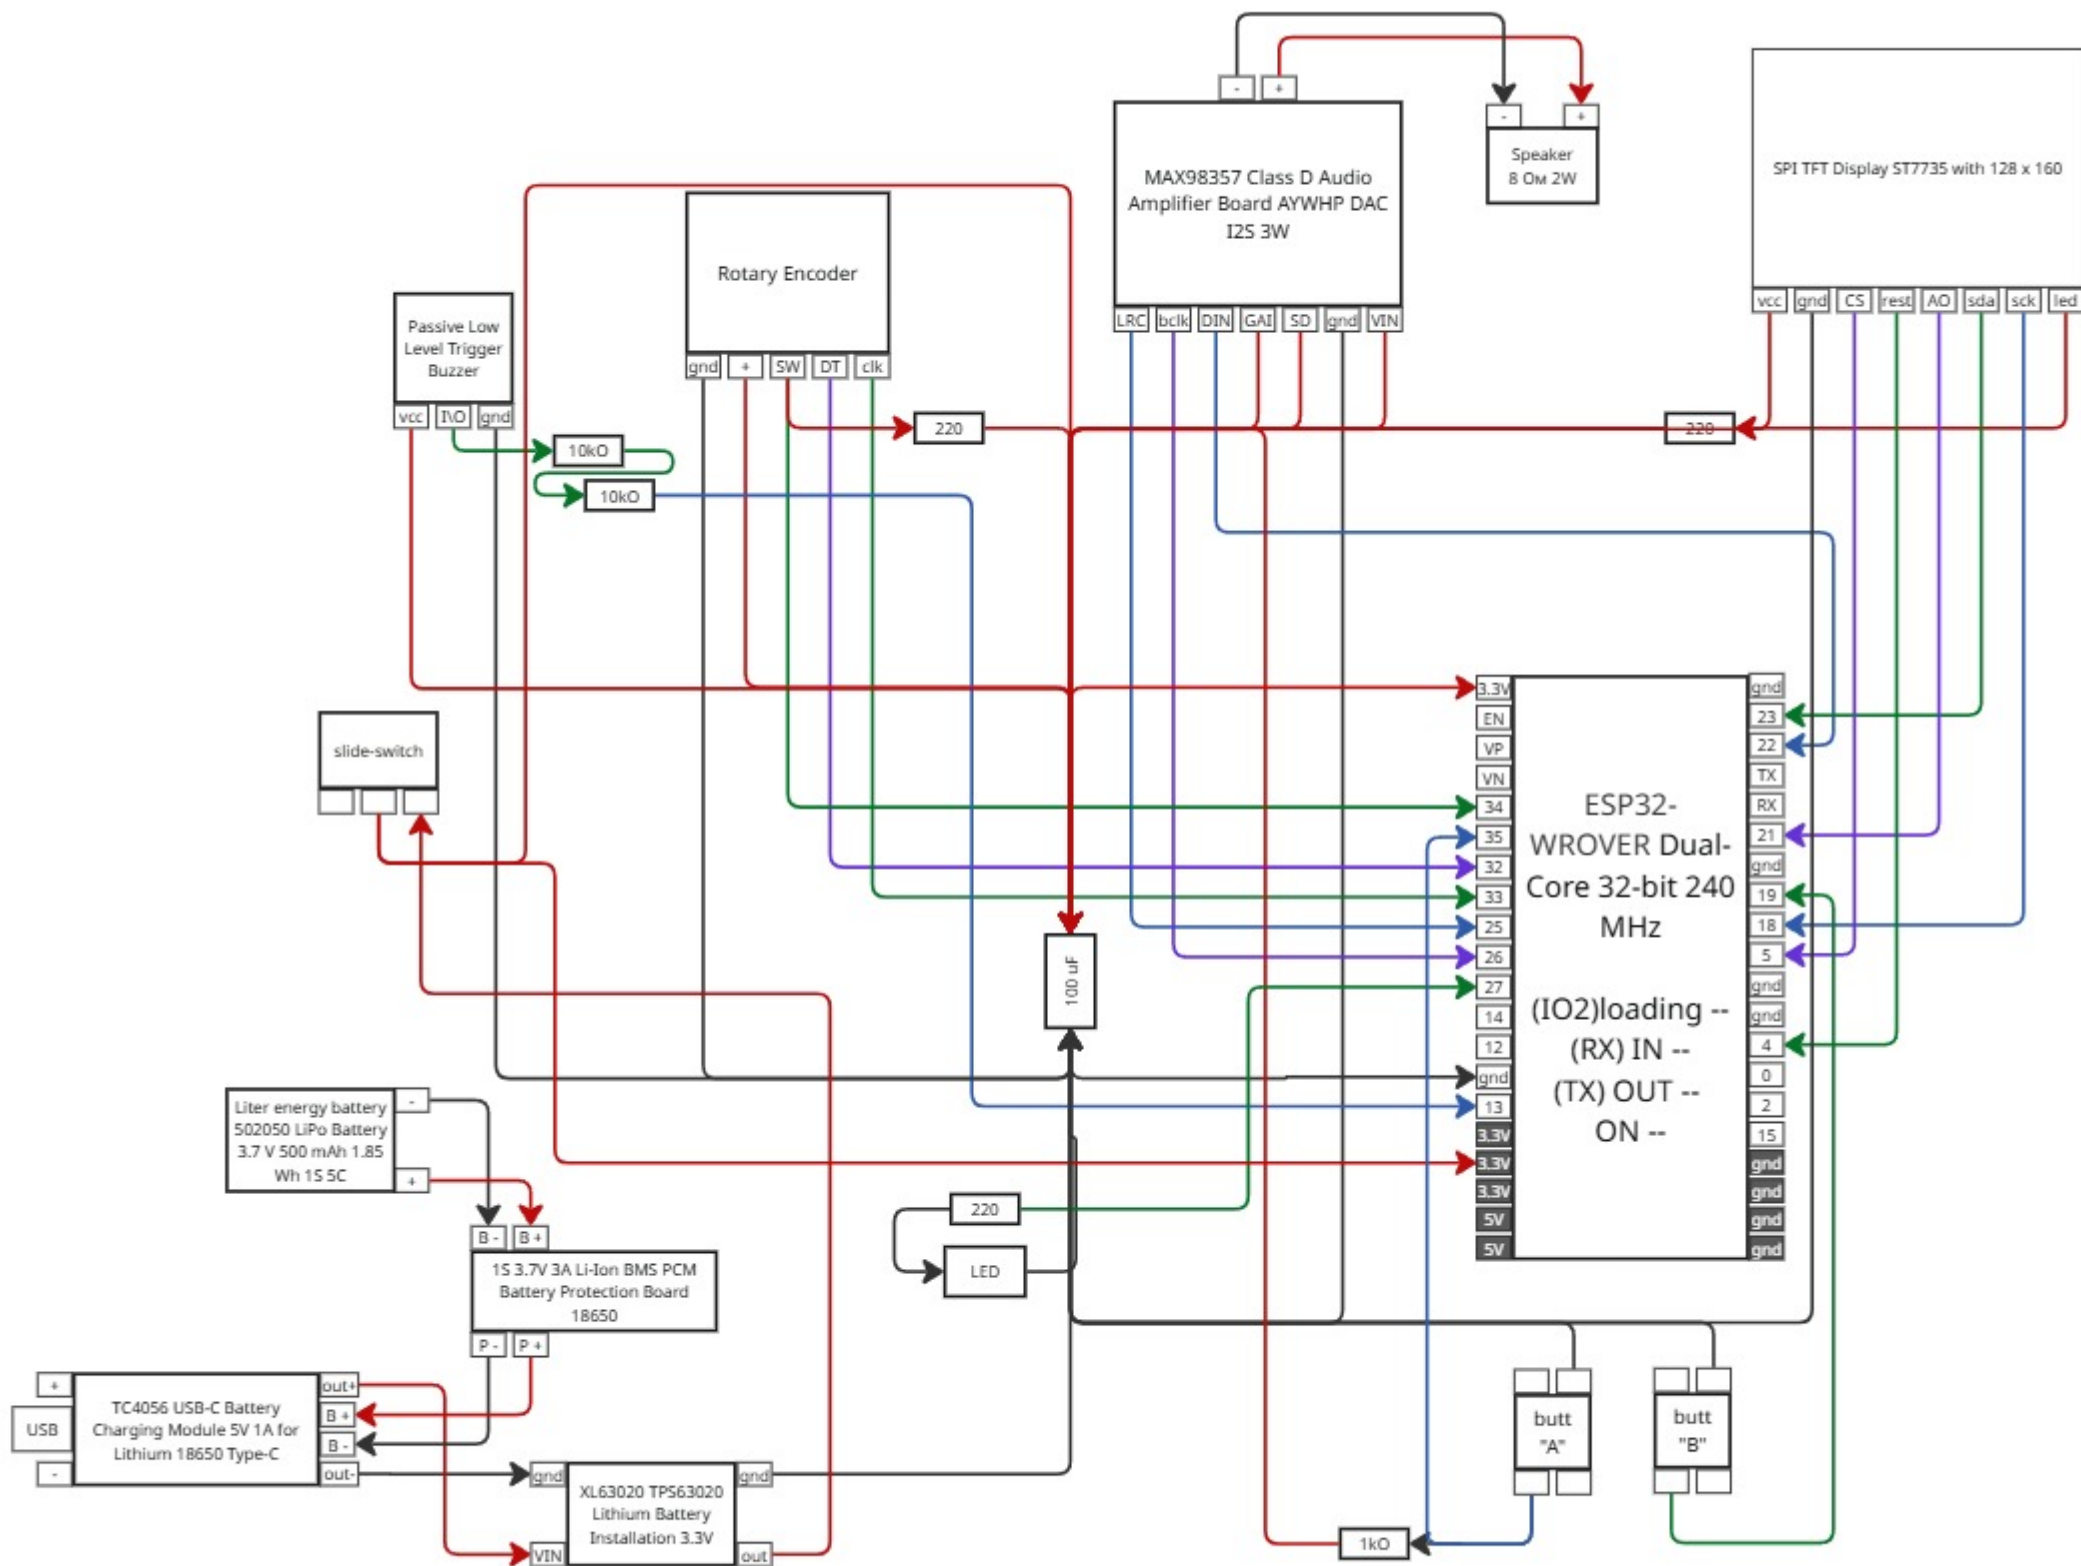 -
+
-
+
Speaker
8 Ом 2W
MAX98357 Class D Audio
Amplifier Board AYWHP DAC
I2S 3W
LRC
bclk
DIN
GAI
SD
gnd
VIN
SPI TFT Display ST7735 with 128 x 160
vcc
gnd
CS
rest
AO
sda
sck
led
Rotary Encoder
gnd
+
SW
DT
clk
Passive Low
Level Trigger
Buzzer
vcc
I\O
gnd
220
220
10kO
10kO
slide-switch
3.3V
EN
VP
VN
34
35
32
33
25
26
27
14
12
gnd
13
3.3V
3.3V
3.3V
5V
5V
ESP32-
WROVER Dual-
Core 32-bit 240
MHz
(IO2)loading --
(RX) IN --
(TX) OUT --
ON --
gnd
23
22
TX
RX
21
gnd
19
18
5
gnd
gnd
4
0
2
15
gnd
gnd
gnd
gnd
100 uF
Liter energy battery
502050 LiPo Battery
3.7 V 500 mAh 1.85
Wh 1S 5C
-
+
B -
B +
1S 3.7V 3A Li-Ion BMS PCM
Battery Protection Board
18650
P -
P +
220
LED
+
USB
-
TC4056 USB-C Battery
Charging Module 5V 1A for
Lithium 18650 Type-C
out+
B +
B -
out-
gnd
VIN
XL63020 TPS63020
Lithium Battery
Installation 3.3V
gnd
out
butt
"A"
butt
"B"
1kO